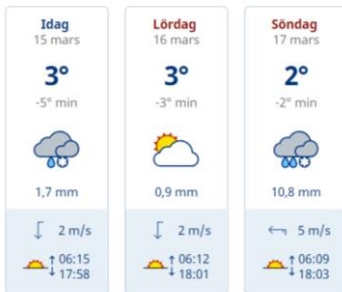 Idag
15 mars
3°
-5° min
1,7 mm
2 m/s
06:15
17:58
Lördag
16 mars
3°
-3° min
0,9 mm
2 m/s
06:12
18:01
Söndag
17 mars
2°
-2° min
10,8 mm
5 m/s
06:09
18:03